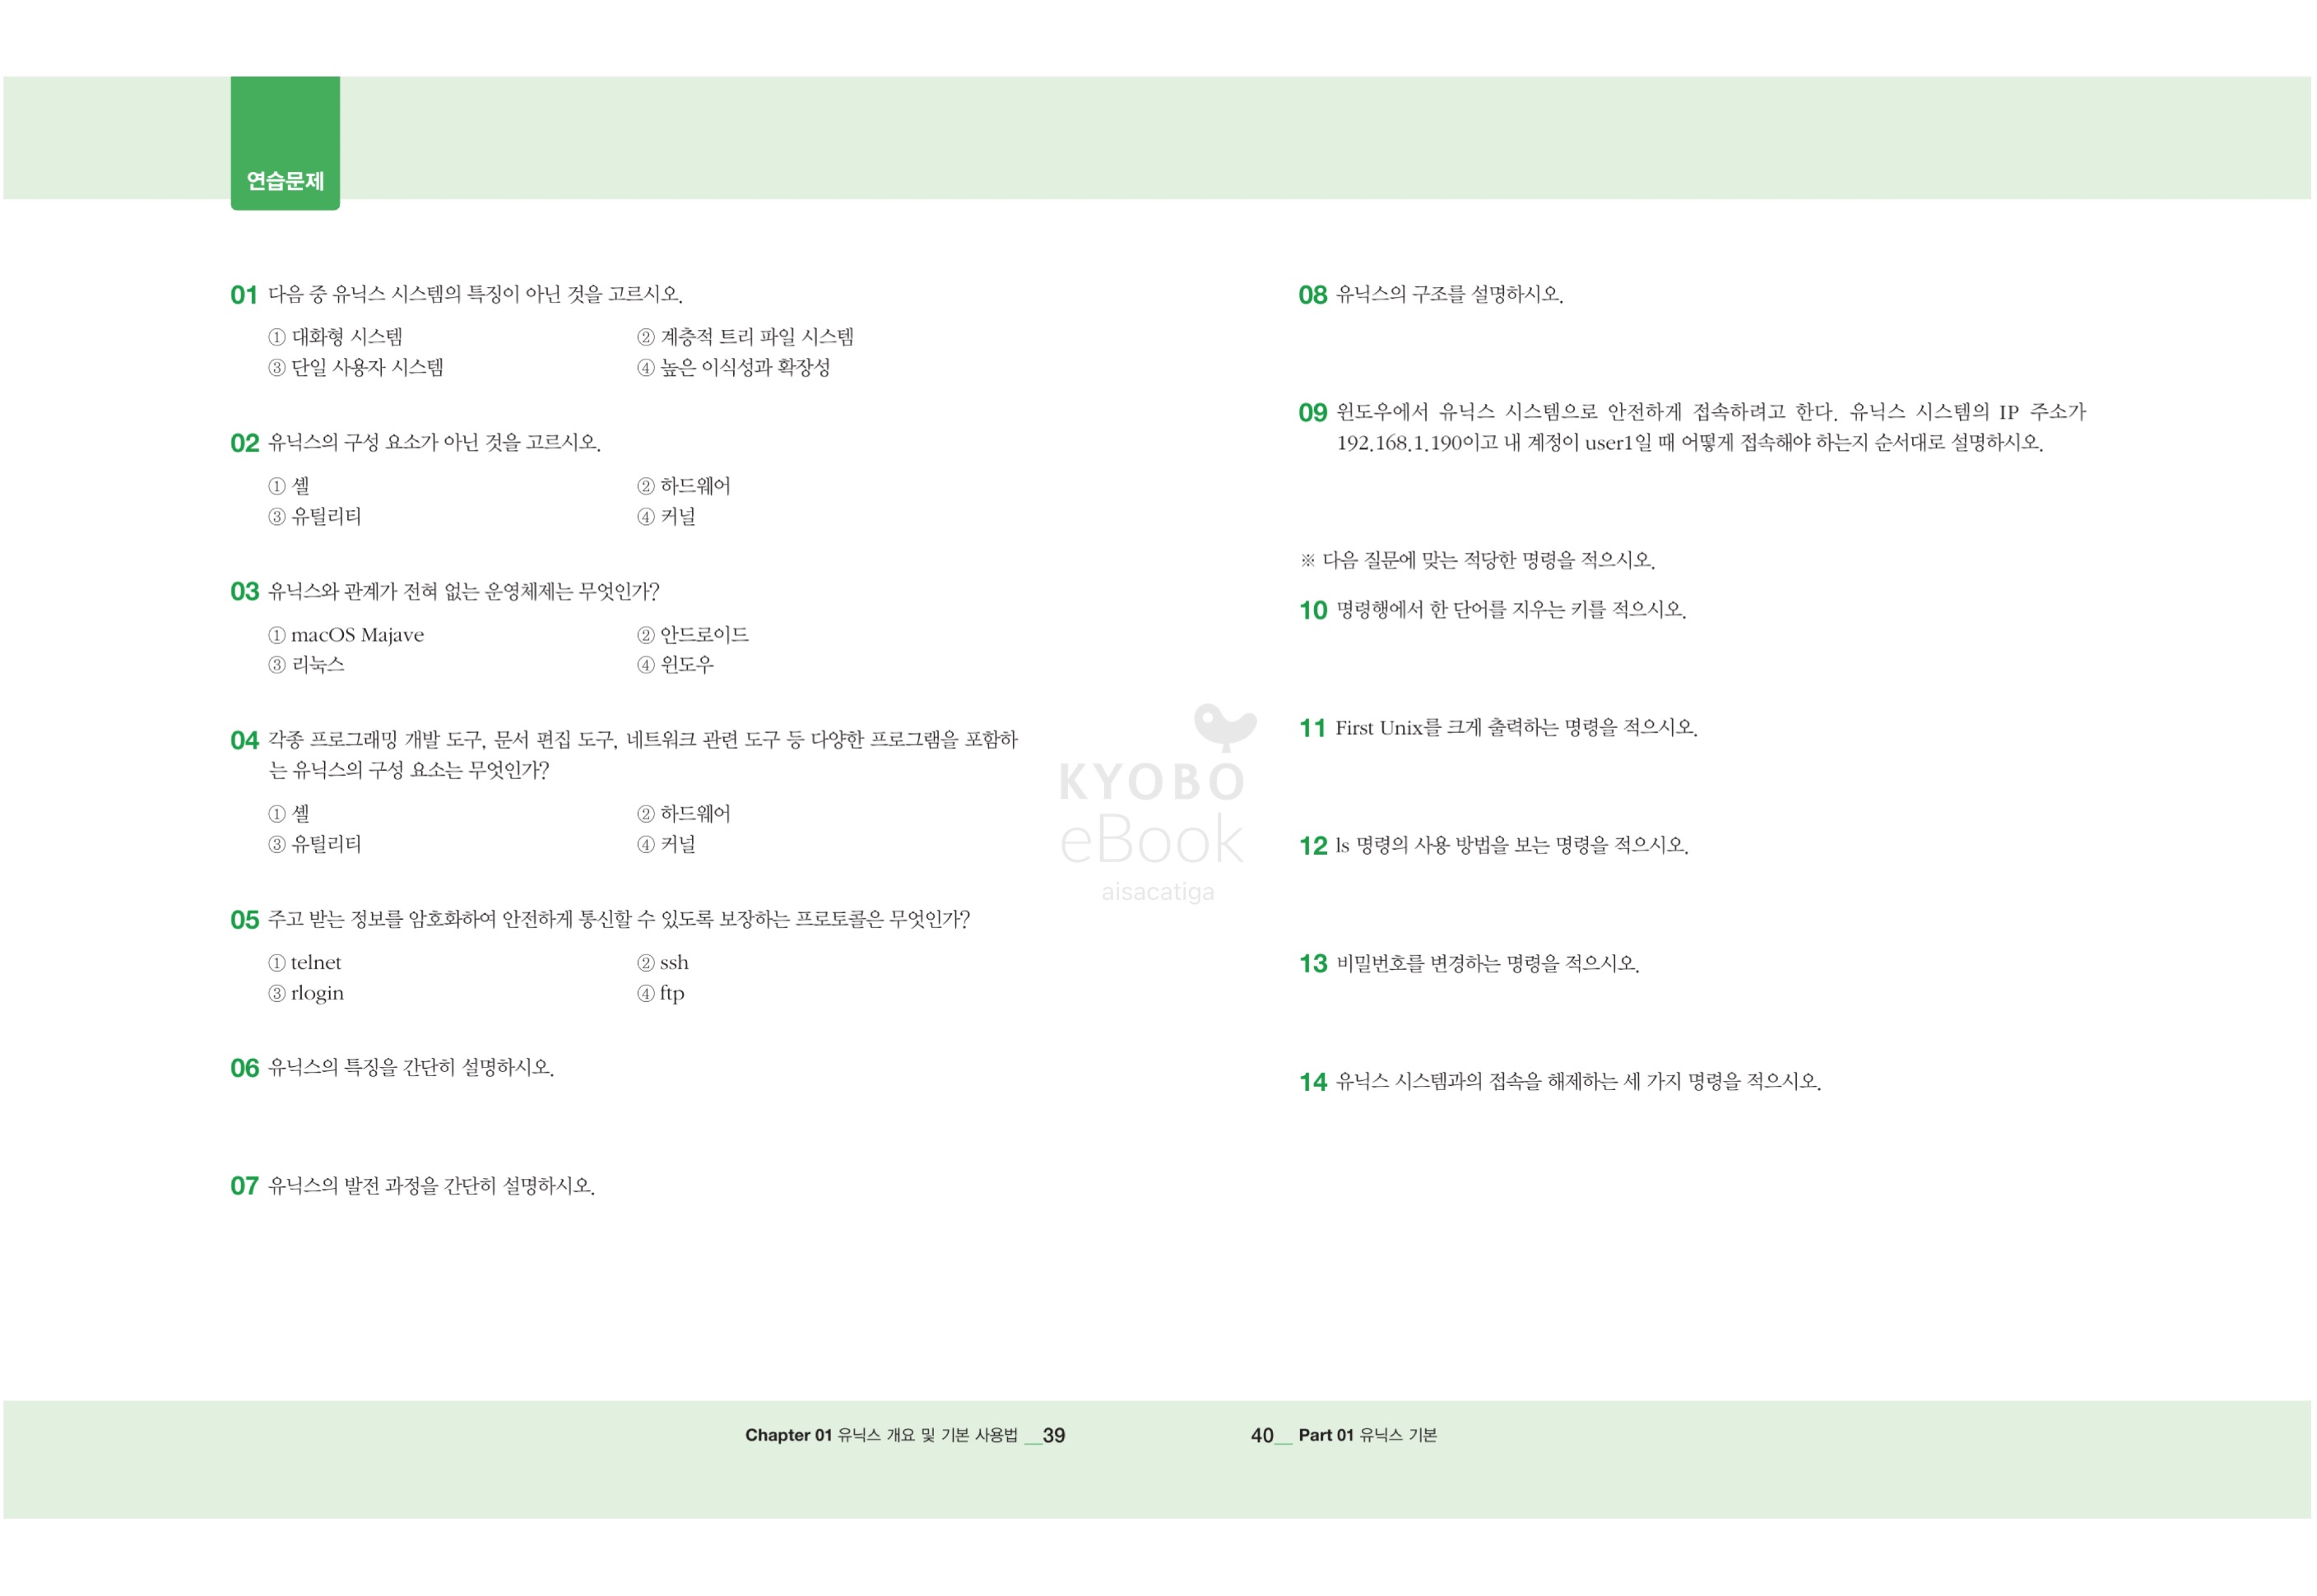 연습문제
01 다음 중 유닉스 시스템의 특징이 아닌 것을 고르시오.
① 대화형 시스템 ② 계층적 트리 파일 시스템
③ 단일 사용자 시스템 ④ 높은 이식성과 확장성
02 유닉스의 구성 요소가 아닌 것을 고르시오.
① 셸 ② 하드웨어
③ 유틸리티 ④ 커널
03 유닉스와 관계가 전혀 없는 운영체제는 무엇인가?
① macOS Majave ② 안드로이드
③ 리눅스 ④ 윈도우
04 각종 프로그래밍 개발 도구, 문서 편집 도구, 네트워크 관련 도구 등 다양한 프로그램을 포함하
는 유닉스의 구성 요소는 무엇인가?
① 셸 ② 하드웨어
③ 유틸리티 ④ 커널
05 주고 받는 정보를 암호화하여 안전하게 통신할 수 있도록 보장하는 프로토콜은 무엇인가?
① telnet ② ssh
③ rlogin ④ ftp
06 유닉스의 특징을 간단히 설명하시오.
07 유닉스의 발전 과정을 간단히 설명하시오.
Chapter 01 유닉스 개요 및 기본 사용법 __39
KYOBO
eBook
aisacatiga
08 유닉스의 구조를 설명하시오.
09 윈도우에서 유닉스 시스템으로 안전하게 접속하려고 한다. 유닉스 시스템의 IP 주소가
192.168.1.190이고 내 계정이 user1일 때 어떻게 접속해야 하는지 순서대로 설명하시오.
※ 다음 질문에 맞는 적당한 명령을 적으시오.
10 명령행에서 한 단어를 지우는 키를 적으시오.
11 First Unix를 크게 출력하는 명령을 적으시오.
12 ls 명령의 사용 방법을 보는 명령을 적으시오.
13 비밀번호를 변경하는 명령을 적으시오.
14 유닉스 시스템과의 접속을 해제하는 세 가지 명령을 적으시오.
40__ Part 01 유닉스 기본